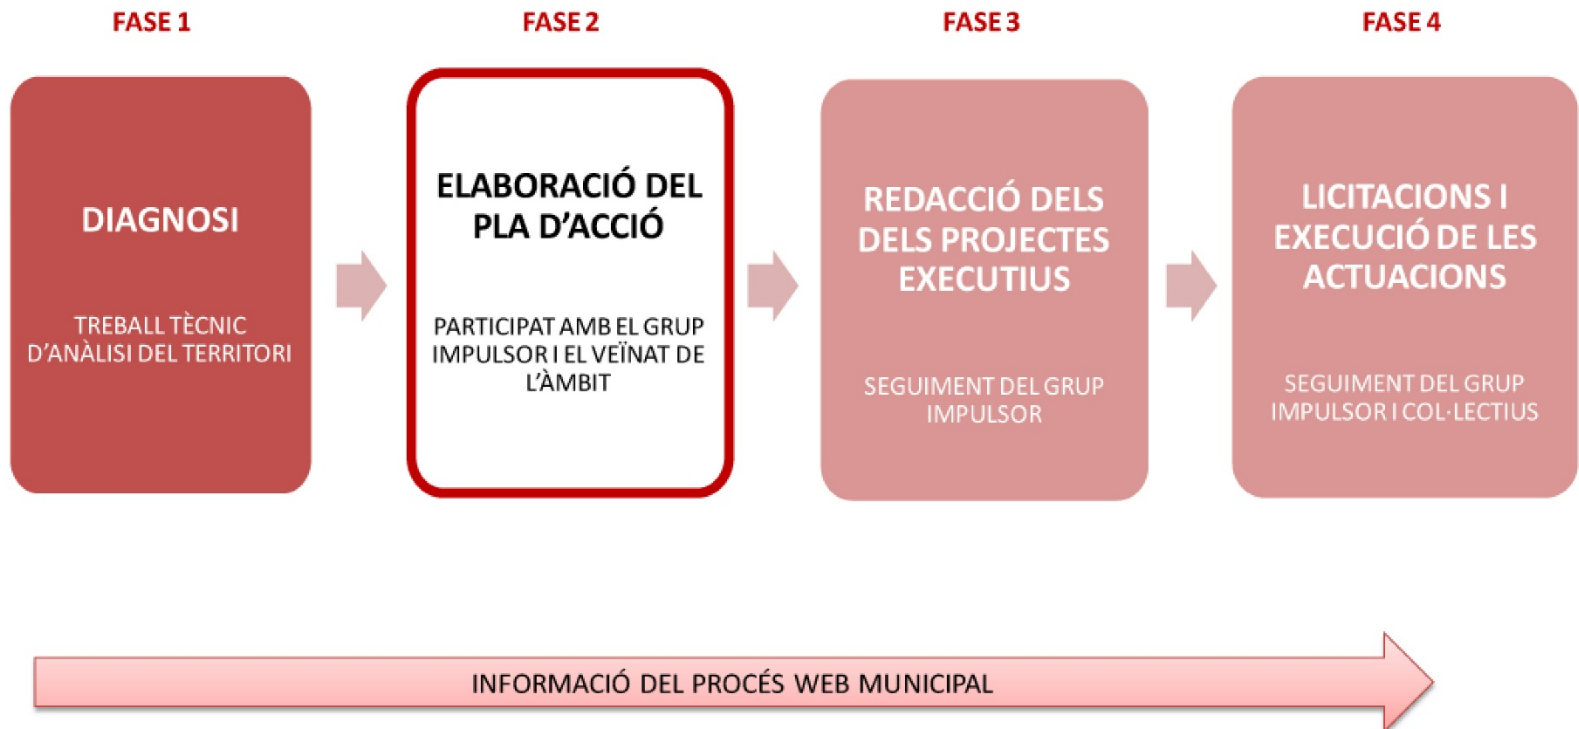 FASE 1
FASE 2
FASE 3
FASE 4
DIAGNOSI
TREBALL TÈCNIC
D'ANÀLISI DEL TERRITORI
ELABORACIÓ DEL
PLA D'ACCIÓ
PARTICIPAT AMB EL GRUP
IMPULSOR I EL VEÏNAT DE
L'ÀMBIT
REDACCIÓ DELS
DELS PROJECTES
EXECUTIUS
SEGUIMENT DEL GRUP
IMPULSOR
LICITACIONS I
EXECUCIÓ DE LES
ACTUACIONS
SEGUIMENT DEL GRUP
IMPULSOR I COL·LECTIUS
INFORMACIÓ DEL PROCÉS WEB MUNICIPAL